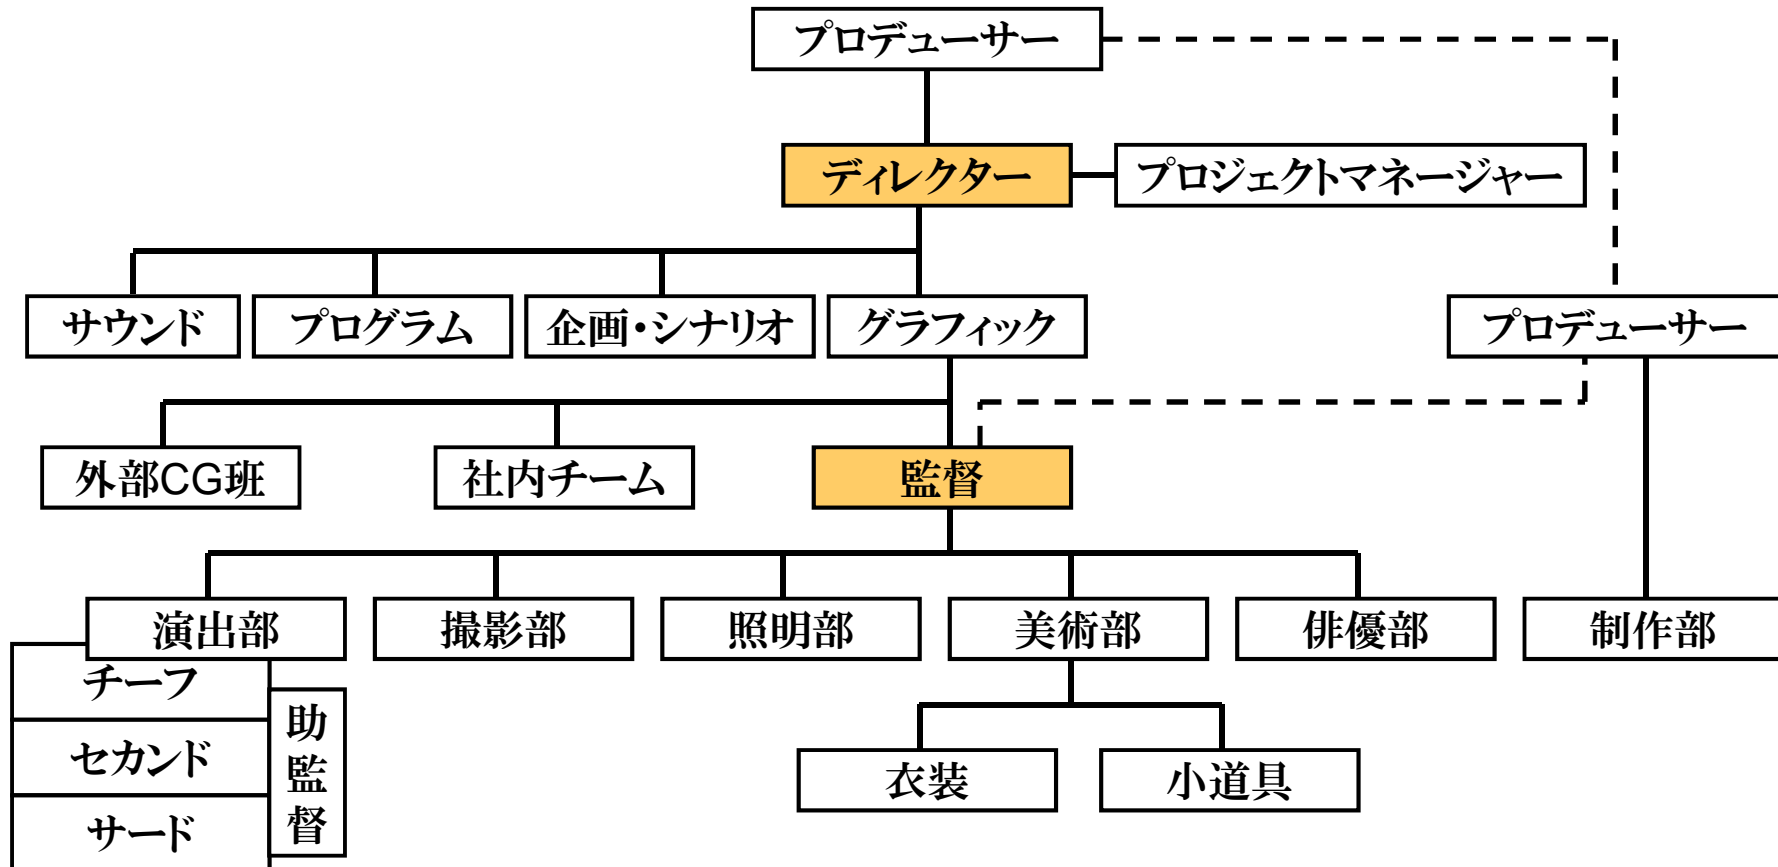 プロデューサー
ディレクター
プロジェクトマネージャー
サウンド
プログラム
企画・シナリオ
グラフィック
プロデューサー
外部CG班
社内チーム
監督
演出部
撮影部
照明部
美術部
俳優部
制作部
チーフ
セカンド
サード
助監督
衣装
小道具